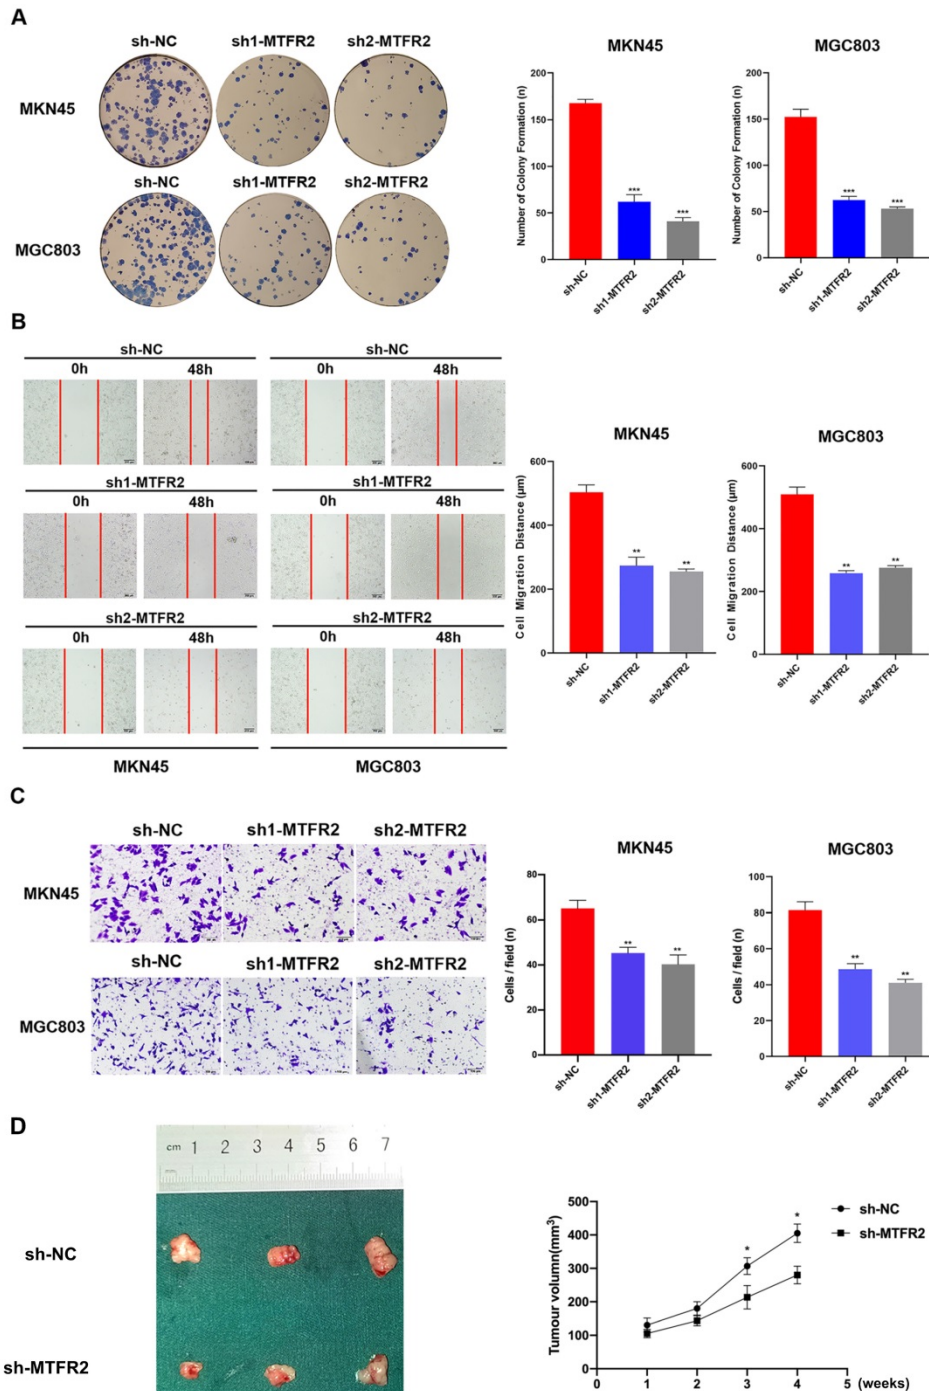 A
sh-NC sh1-MTFR2 sh2-MTFR2
MKN45
sh-NC sh1-MTFR2 sh2-MTFR2
MGC803
MKN45
Number of Colony Formation (n)
200
150
100
50
0
***
***
sh-NC
sh1-MTFR2
sh2-MTFR2
MGC803
Number of Colony Formation (n)
200
150
100
50
0
***
***
sh-NC
sh1-MTFR2
sh2-MTFR2
B
sh-NC sh-NC
0h 48h 0h 48h
sh1-MTFR2 sh1-MTFR2
0h 48h 0h 48h
sh2-MTFR2 sh2-MTFR2
0h 48h 0h 48h
MKN45 MGC803
MKN45
Cell Migration Distance (μm)
600
400
200
0
**
**
sh-NC
sh1-MTFR2
sh2-MTFR2
MGC803
Cell Migration Distance (μm)
600
400
200
0
**
**
sh-NC
sh1-MTFR2
sh2-MTFR2
C
sh-NC sh1-MTFR2 sh2-MTFR2
MKN45
sh-NC sh1-MTFR2 sh2-MTFR2
MGC803
MKN45
Cells / field (n)
80
60
40
20
0
**
**
sh-NC
sh1-MTFR2
sh2-MTFR2
MGC803
Cells / field (n)
100
80
60
40
20
0
**
**
sh-NC
sh1-MTFR2
sh2-MTFR2
D
cm 1 2 3 4 5 6 7
sh-NC
sh-MTFR2
Tumour volumn(mm³)
500
400
300
200
100
0
* *
sh-NC
sh-MTFR2
0 1 2 3 4 5 (weeks)